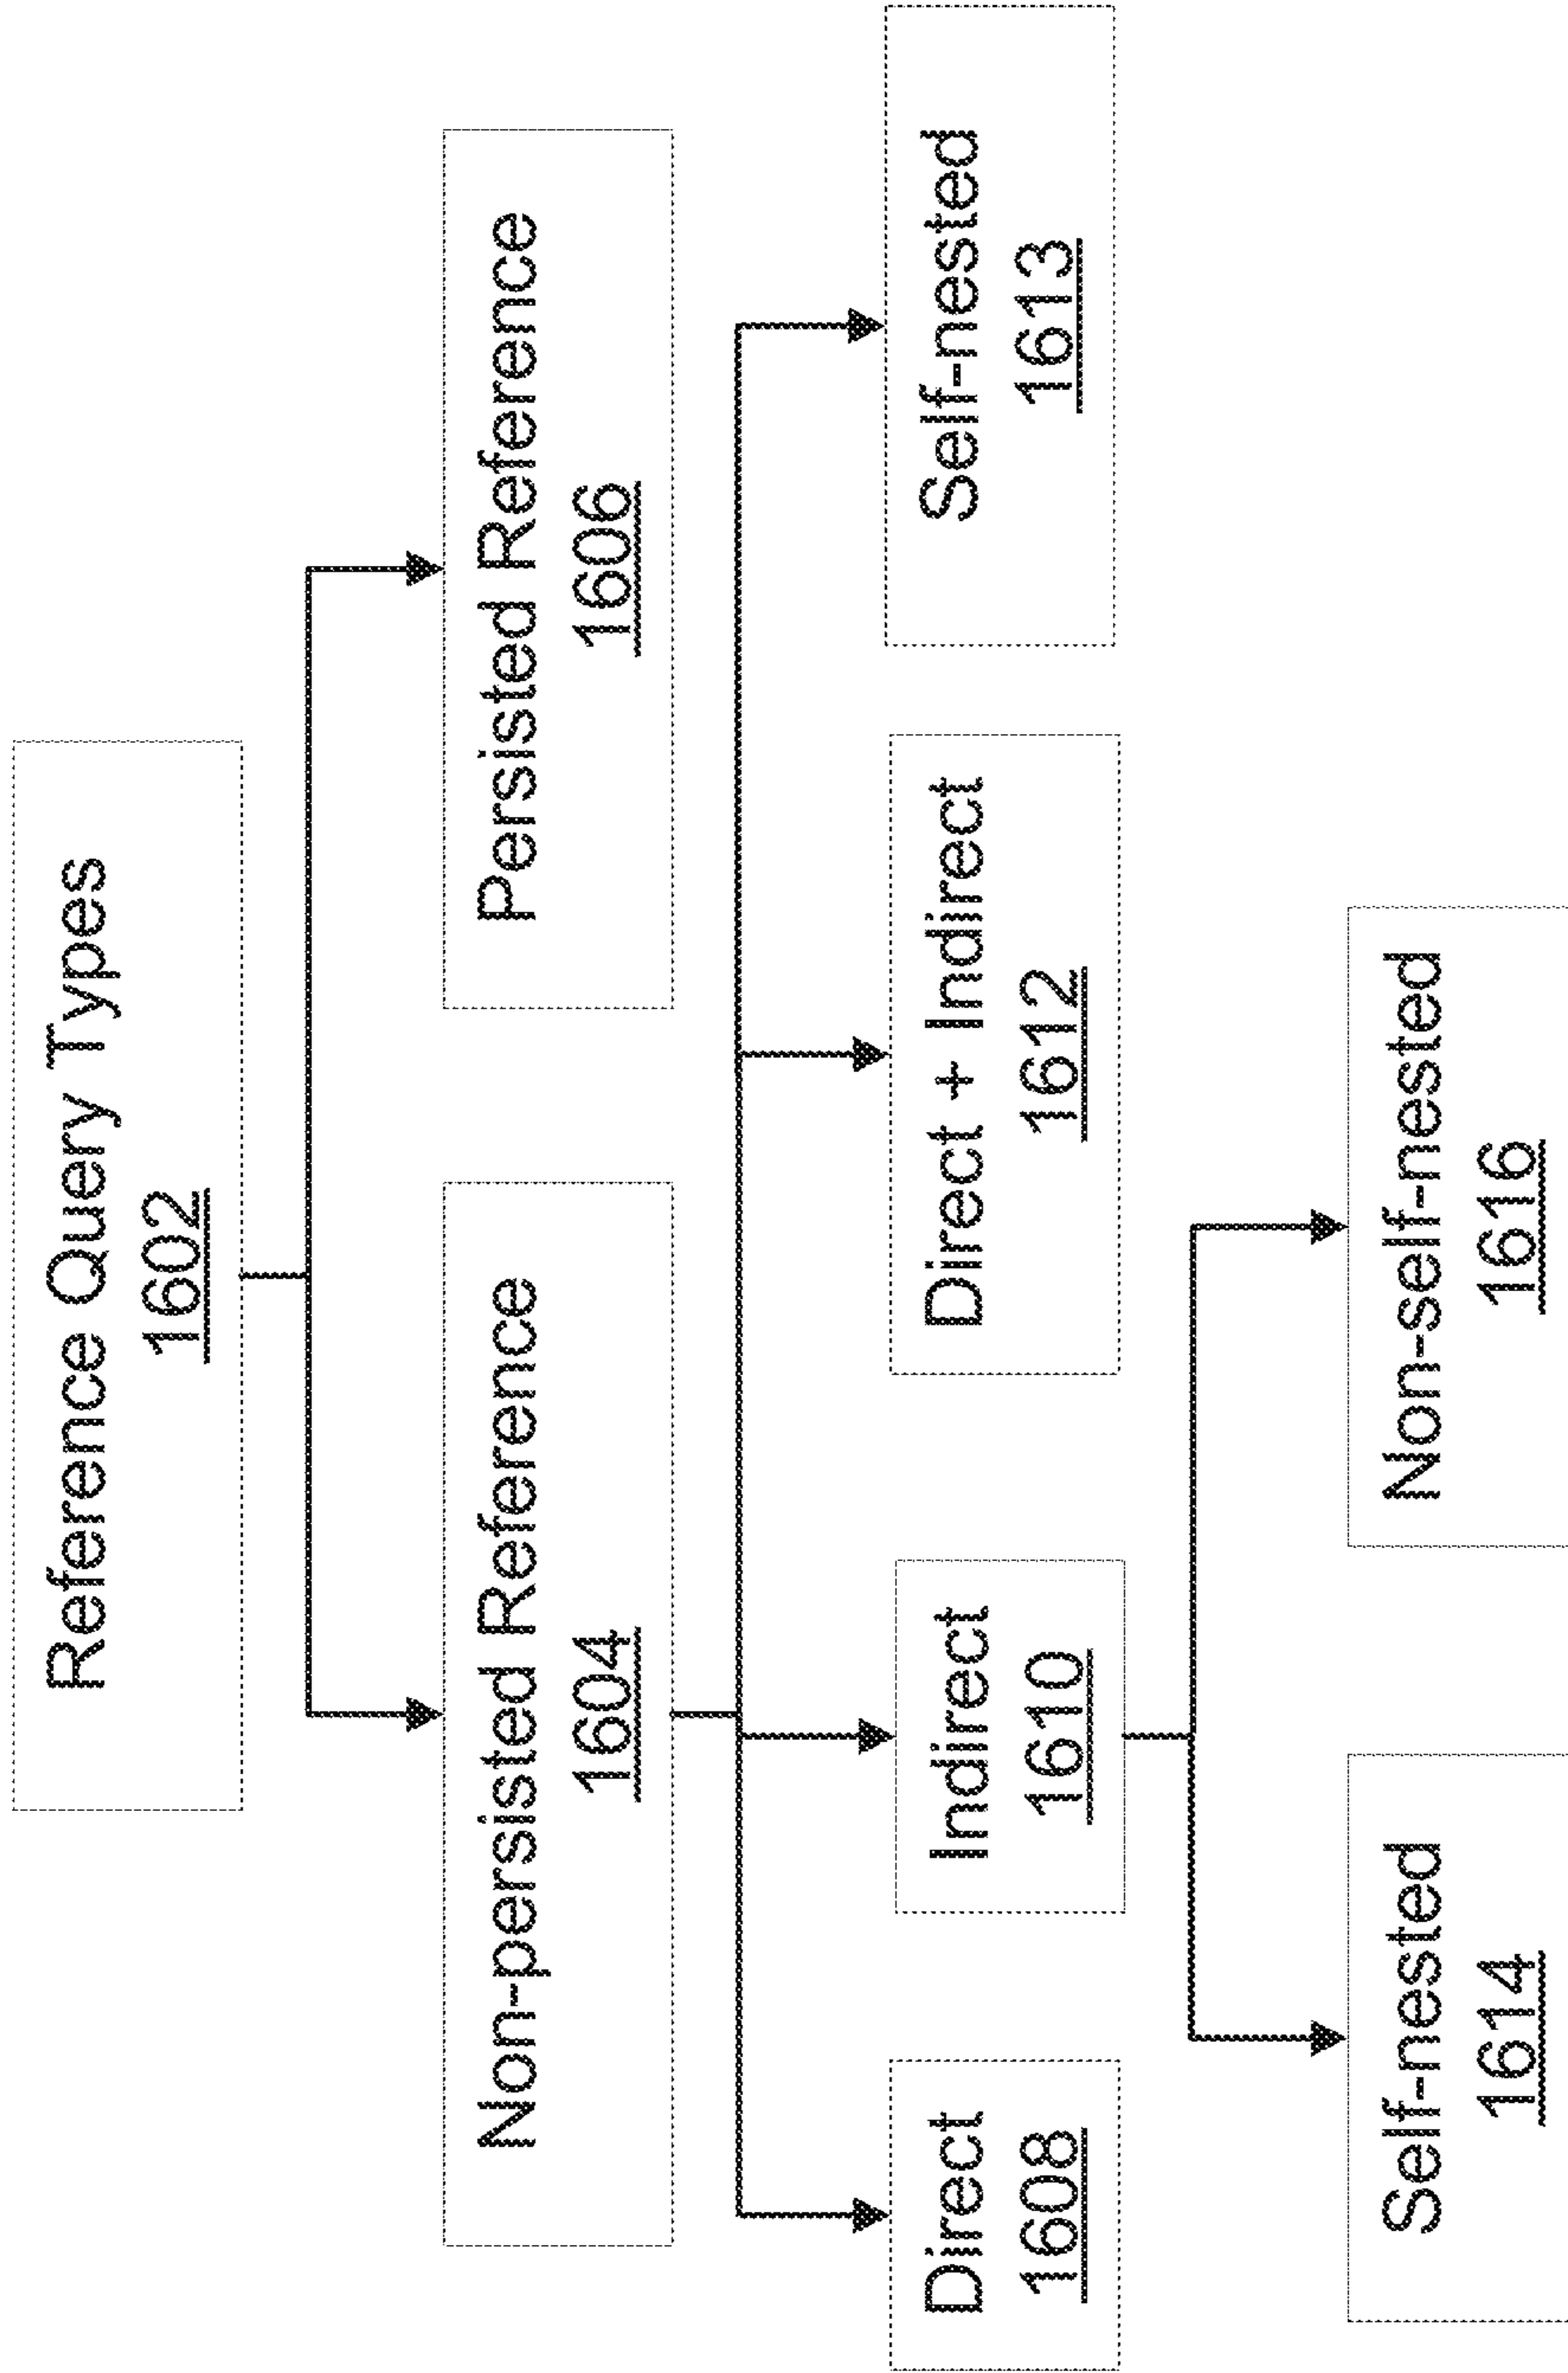 Reference Query Types
1602
Non-persisted Reference
1604
Persisted Reference
1606
Direct
1608
Indirect
1610
Direct + Indirect
1612
Self-nested
1613
Self-nested
1614
Non-self-nested
1616